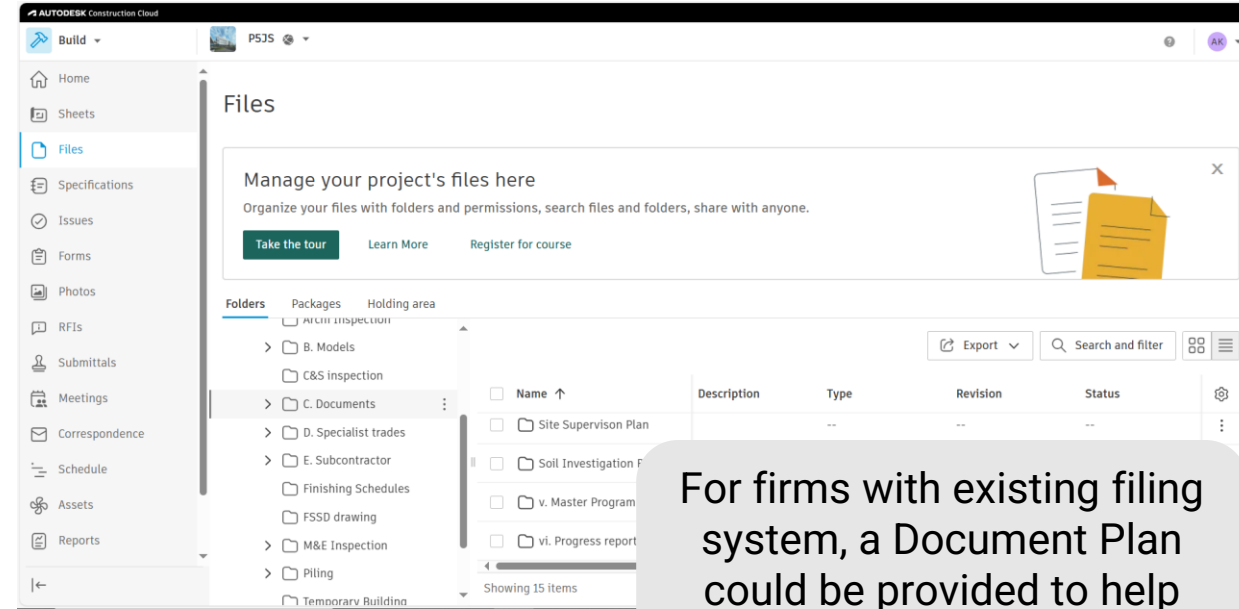 AUTODESK Construction Cloud
Build
P5JS
AK
Home
Sheets
Files
Specifications
Issues
Forms
Photos
RFIs
Submittals
Meetings
Correspondence
Schedule
Assets
Reports
Files
Manage your project's files here
Organize your files with folders and permissions, search files and folders, share with anyone.
Take the tour Learn More Register for course
Folders Packages Holding area
Archi Inspection
B. Models
C&S inspection
C. Documents
D. Specialist trades
E. Subcontractor
Finishing Schedules
FSSD drawing
M&E Inspection
Piling
Temporary Building
Export Search and filter
Name Description Type Revision Status
Site Supervison Plan -- -- --
Soil Investigation
v. Master Program
vi. Progress report
Showing 15 items
For firms with existing filing
system, a Document Plan
could be provided to help